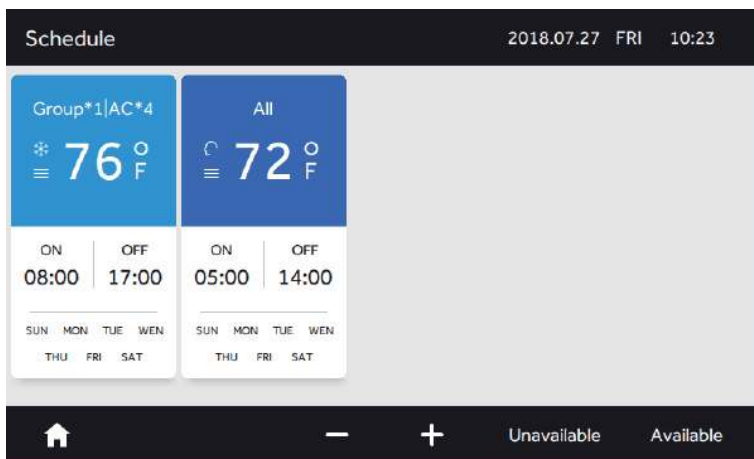 Schedule 2018.07.27 FRI 10:23
Group*1|AC*4
76 °F
ON OFF
08:00 17:00
SUN MON TUE WEN
THU FRI SAT
All
72 °F
ON OFF
05:00 14:00
SUN MON TUE WEN
THU FRI SAT
− + Unavailable Available